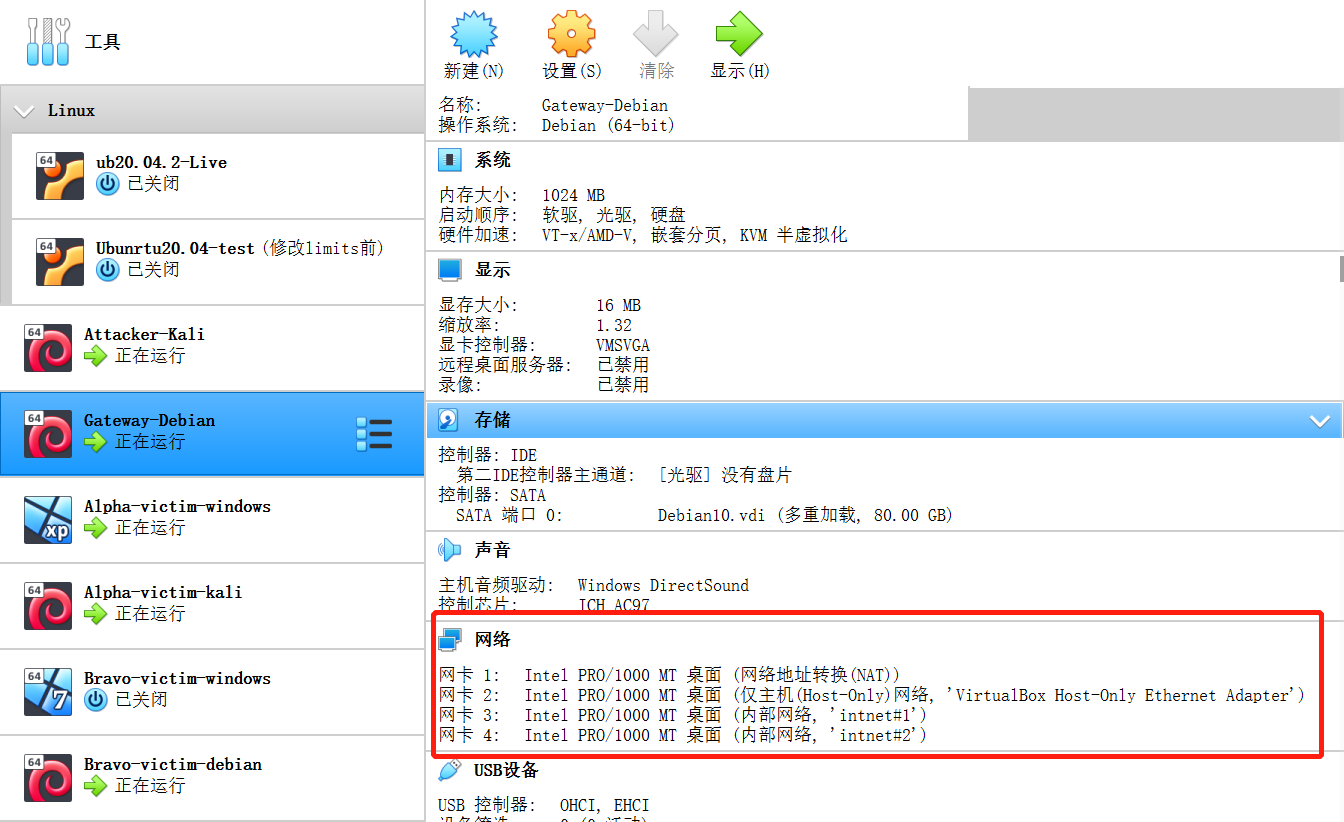 工具
Linux
64
ub20.04.2-Live
已关闭
64
Ubunrtu20.04-test (修改limits前)
已关闭
64
Attacker-Kali
正在运行
64
Gateway-Debian
正在运行
xp
Alpha-victim-windows
正在运行
64
Alpha-victim-kali
正在运行
64
7
Bravo-victim-windows
已关闭
64
Bravo-victim-debian
正在运行
新建(N) 设置(S) 清除 显示(H)
名称: Gateway-Debian
操作系统: Debian (64-bit)
系统
内存大小: 1024 MB
启动顺序: 软驱, 光驱, 硬盘
硬件加速: VT-x/AMD-V, 嵌套分页, KVM 半虚拟化
显示
显存大小: 16 MB
缩放率: 1.32
显卡控制器: VMSVGA
远程桌面服务器: 已禁用
录像: 已禁用
存储
控制器: IDE
第二IDE控制器主通道: [光驱] 没有盘片
控制器: SATA
SATA 端口 0: Debian10.vdi (多重加载, 80.00 GB)
声音
主机音频驱动: Windows DirectSound
控制芯片: ICH AC97
网络
网卡 1: Intel PRO/1000 MT 桌面 (网络地址转换(NAT))
网卡 2: Intel PRO/1000 MT 桌面 (仅主机(Host-Only)网络, 'VirtualBox Host-Only Ethernet Adapter')
网卡 3: Intel PRO/1000 MT 桌面 (内部网络, 'intnet#1')
网卡 4: Intel PRO/1000 MT 桌面 (内部网络, 'intnet#2')
USB设备
USB 控制器: OHCI, EHCI